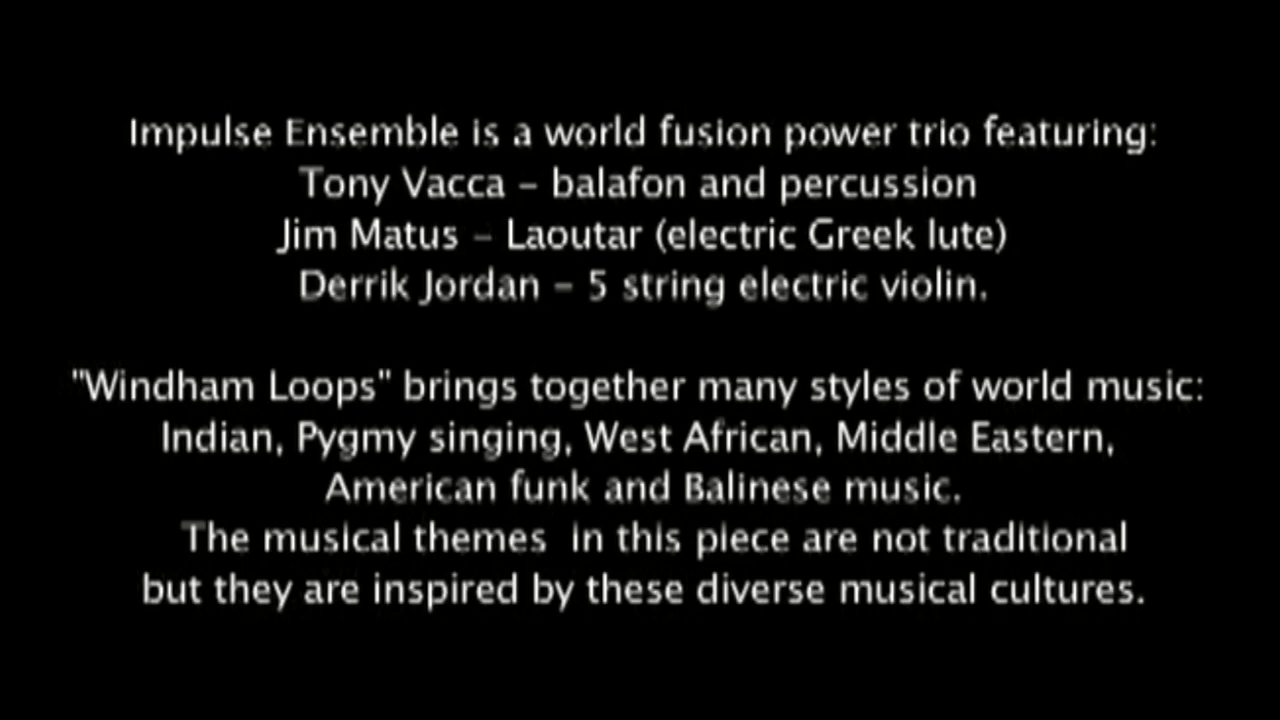 Impulse Ensemble is a world fusion power trio featuring:
Tony Vacca – balafon and percussion
Jim Matus – Laoutar (electric Greek lute)
Derrik Jordan – 5 string electric violin.
"Windham Loops" brings together many styles of world music:
Indian, Pygmy singing, West African, Middle Eastern,
American funk and Balinese music.
The musical themes  in this piece are not traditional
but they are inspired by these diverse musical cultures.